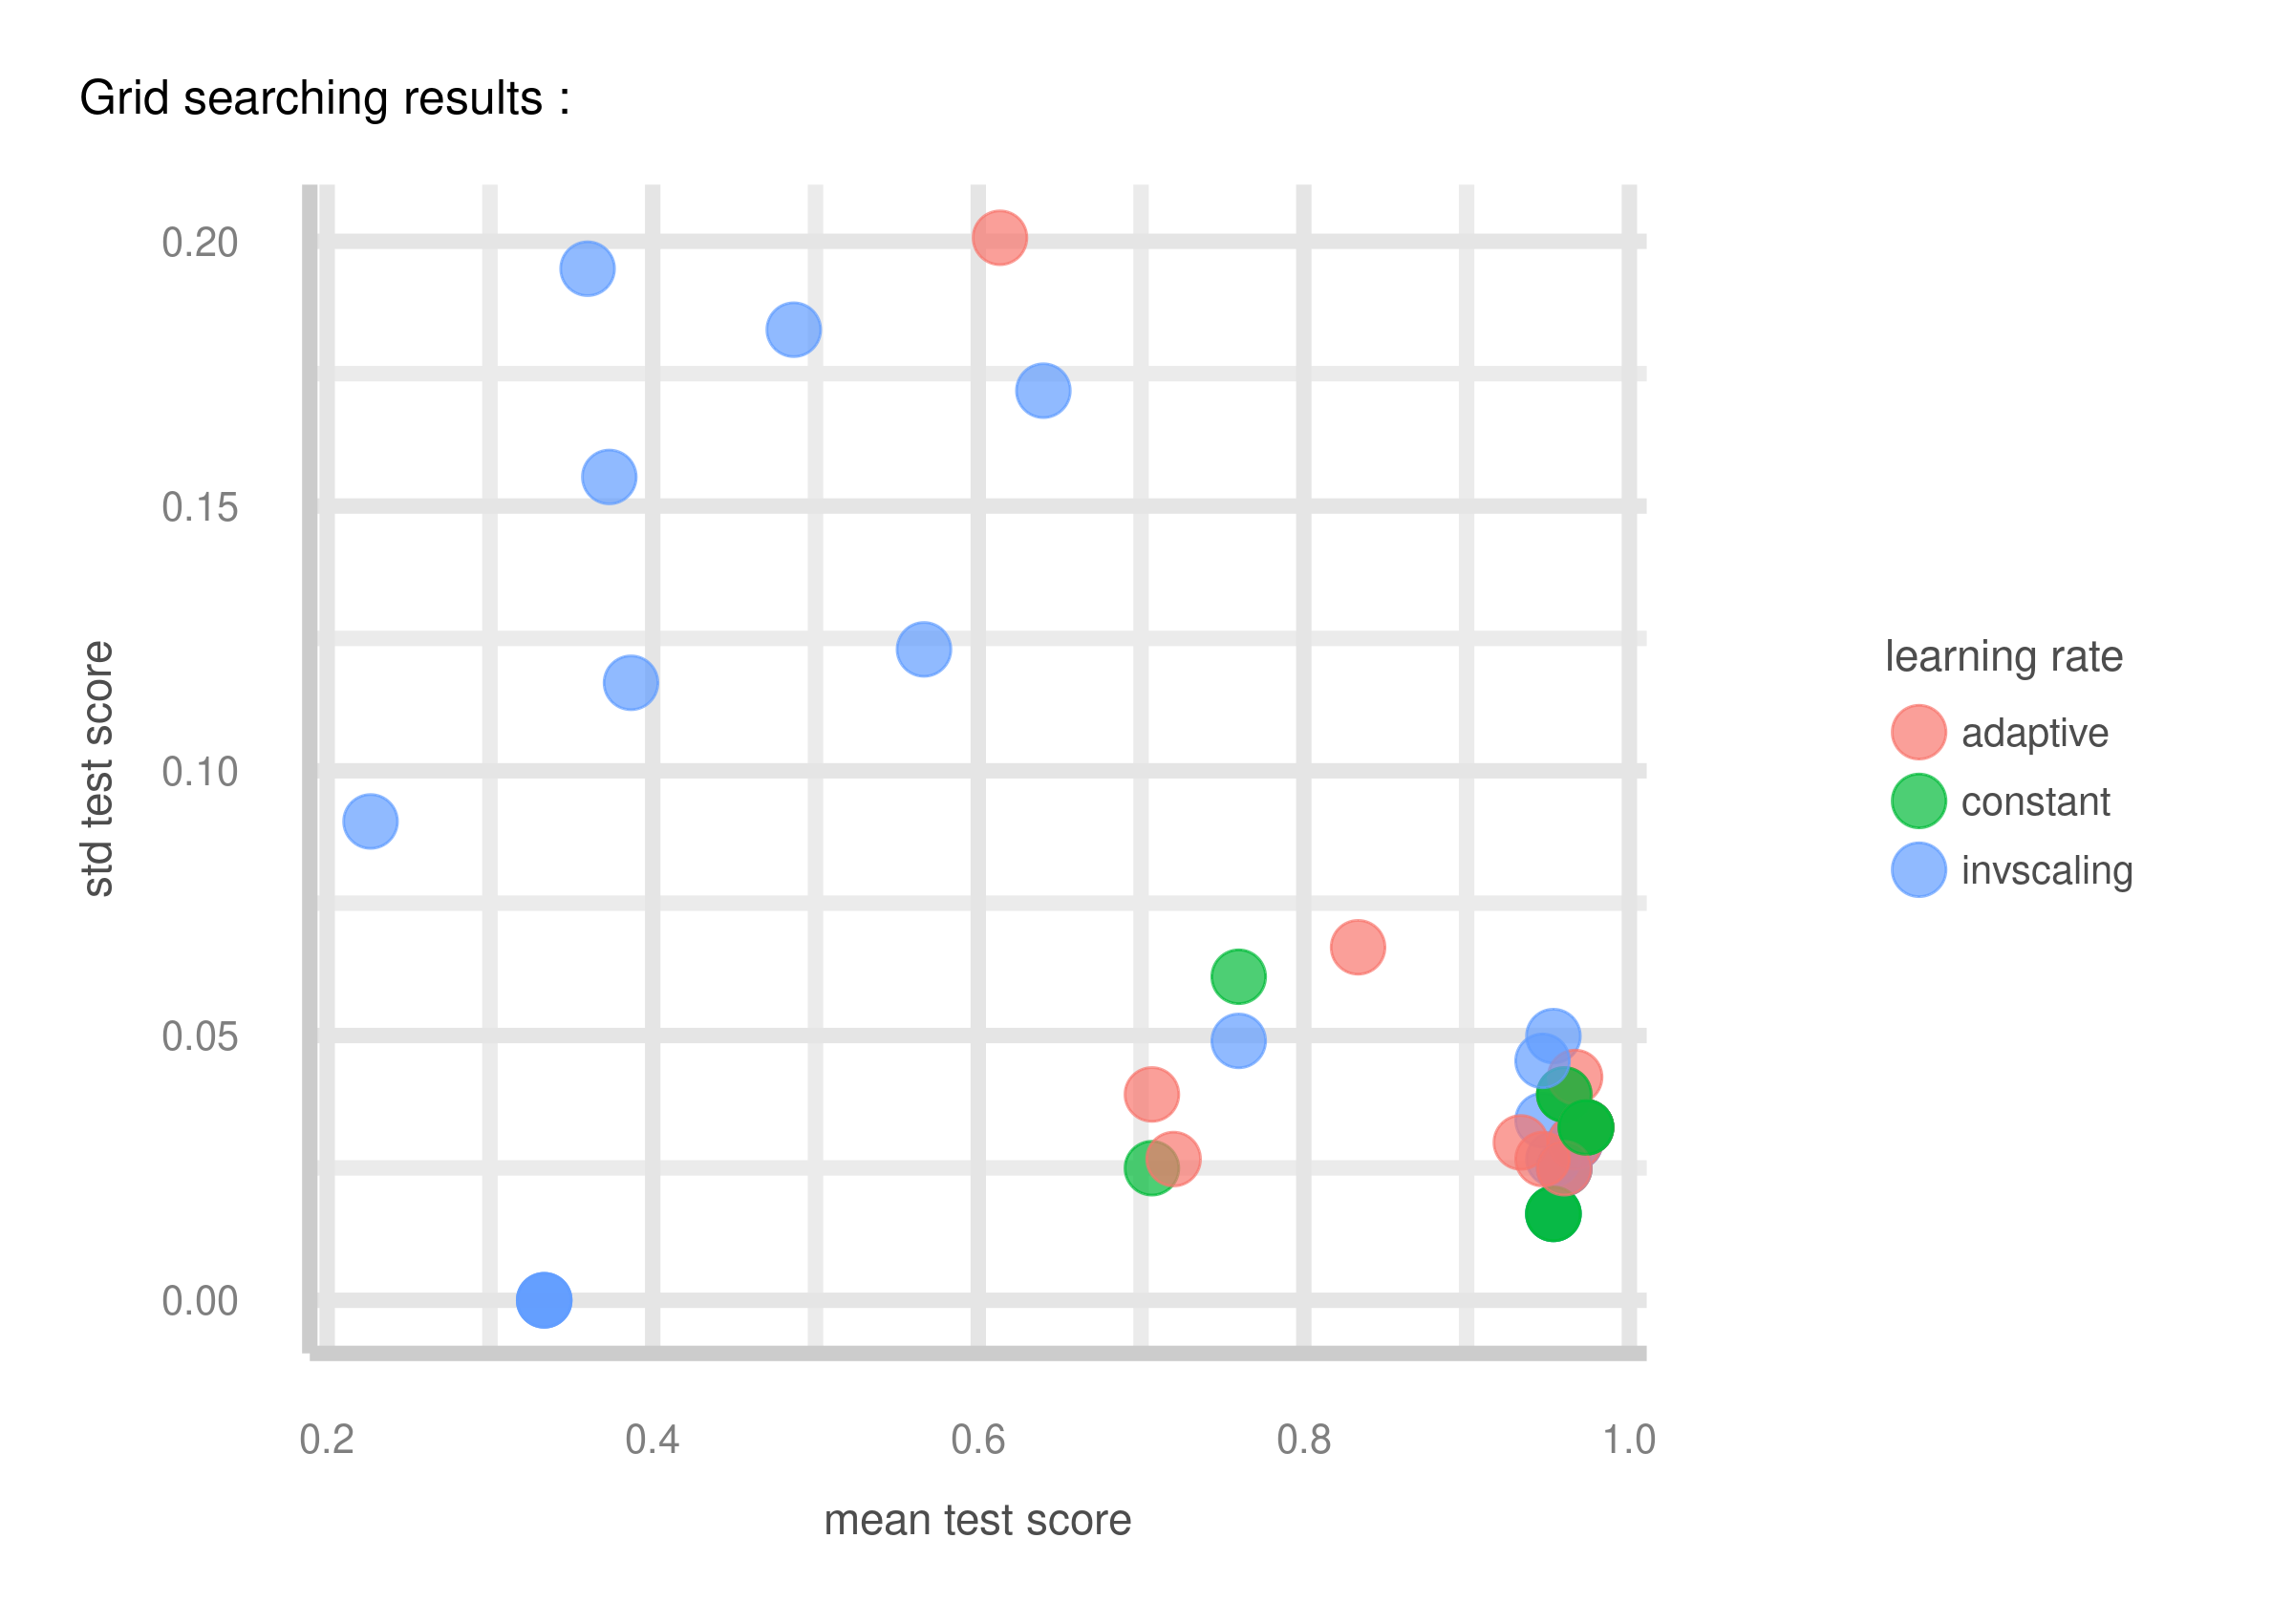 Grid searching results :
0.20
0.15
0.10
0.05
0.00
std test score
0.2 0.4 0.6 0.8 1.0
mean test score
learning rate
adaptive
constant
invscaling